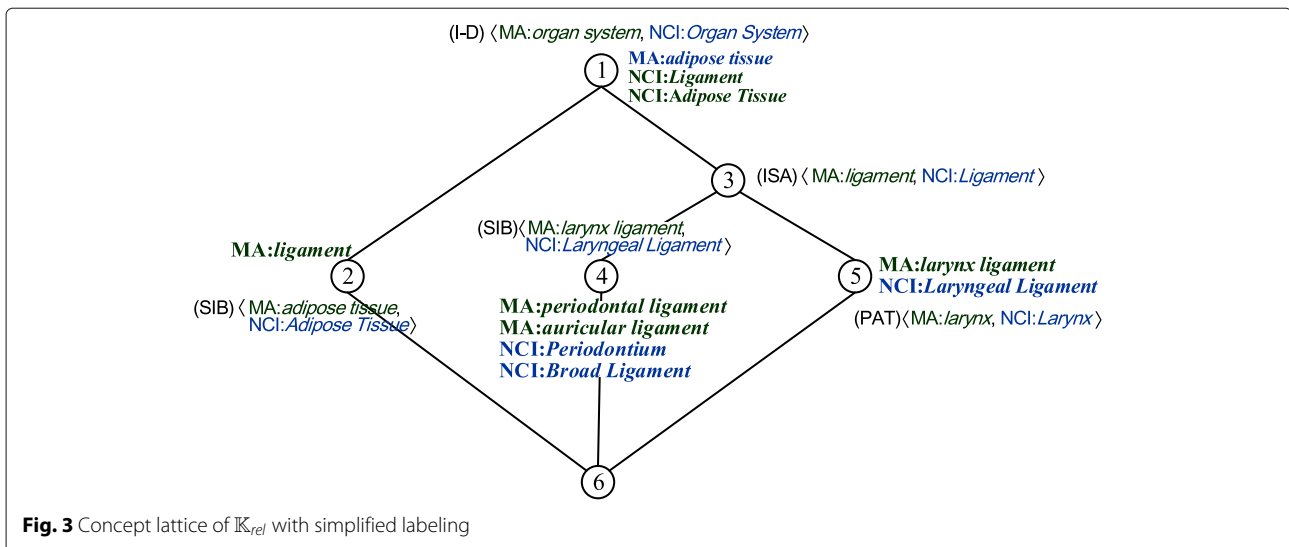 (I-D) ⟨MA:organ system, NCI:Organ System⟩
1
MA:adipose tissue
NCI:Ligament
NCI:Adipose Tissue
3
(ISA)⟨ MA:ligament, NCI:Ligament ⟩
(SIB)⟨MA:larynx ligament,
NCI:Laryngeal Ligament⟩
MA:ligament
2
(SIB)⟨ MA:adipose tissue,
NCI:Adipose Tissue⟩
4
MA:periodontal ligament
MA:auricular ligament
NCI:Periodontium
NCI:Broad Ligament
5
MA:larynx ligament
NCI:Laryngeal Ligament
(PAT)⟨MA:larynx, NCI:Larynx ⟩
6
Fig. 3 Concept lattice of 𝕂rel with simplified labeling